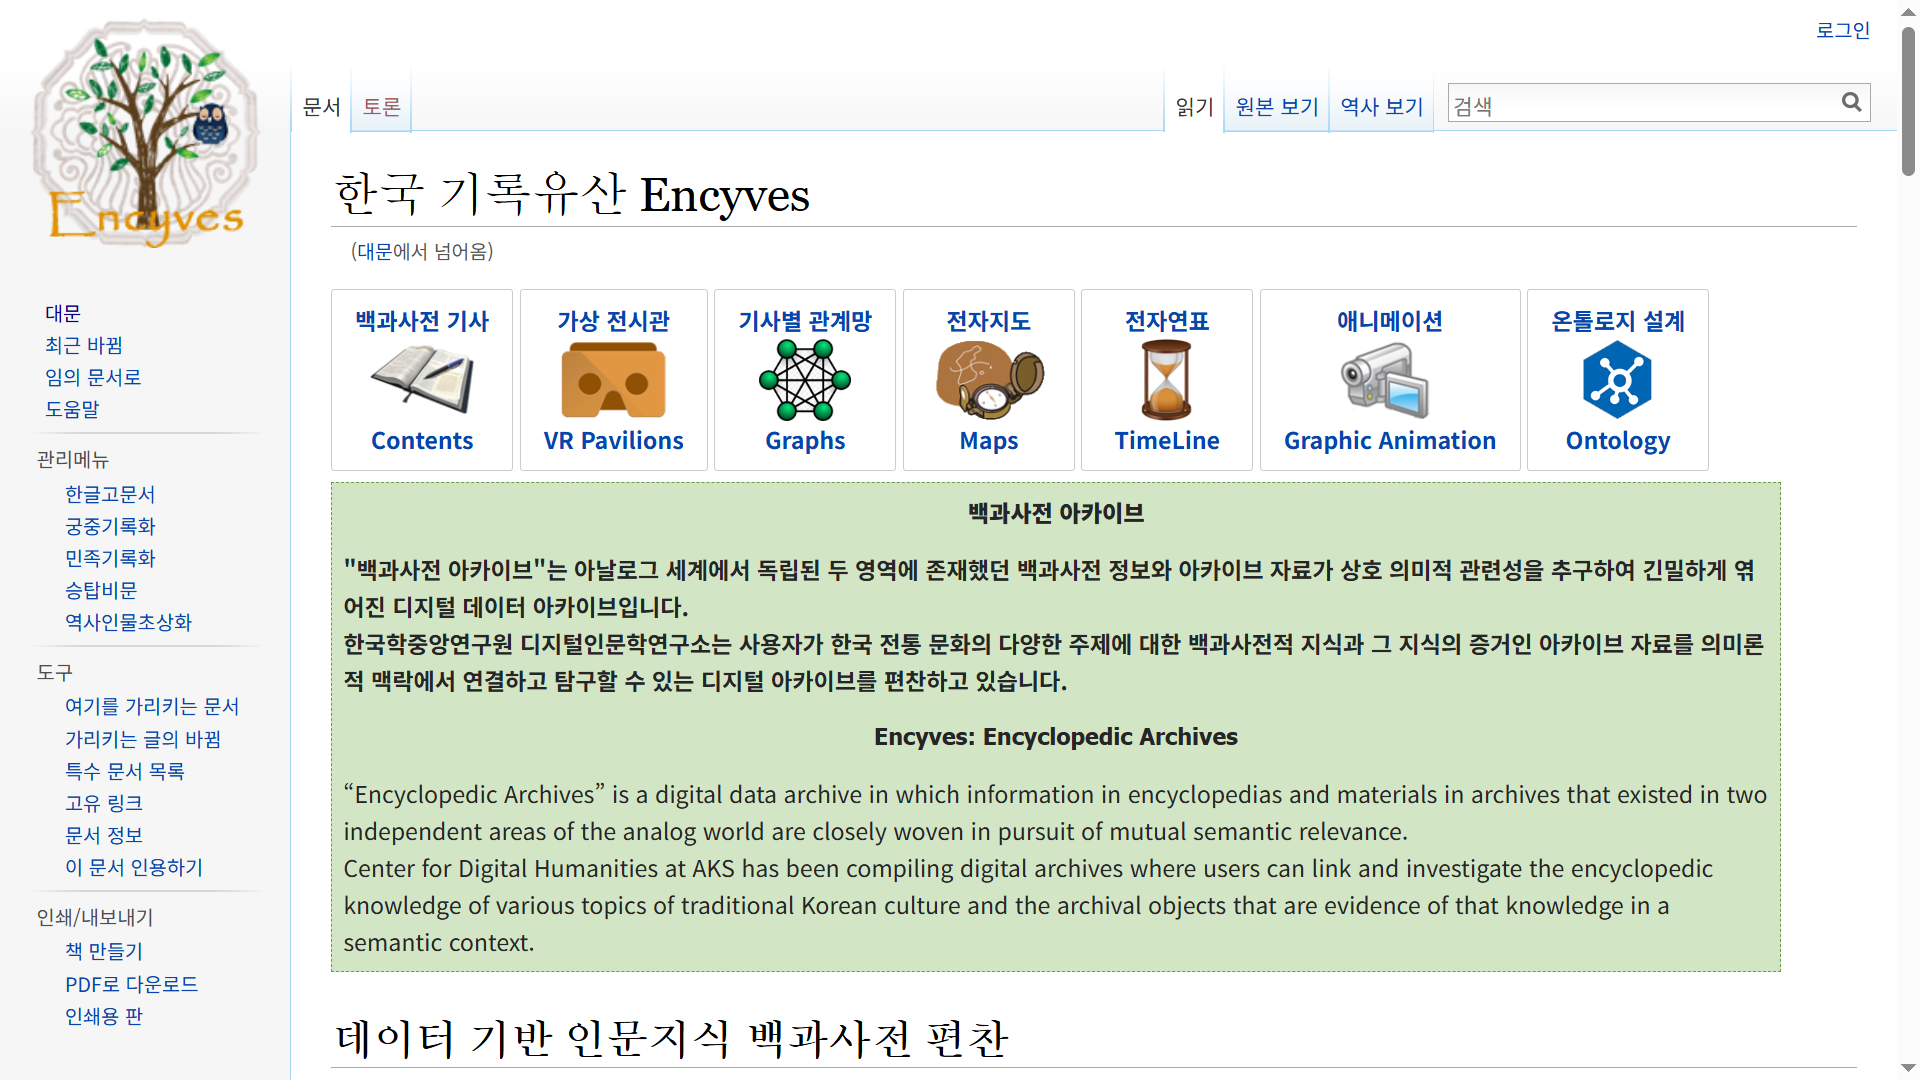 로그인
Encyves
문서
토론
읽기
원본 보기
역사 보기
검색
한국 기록유산 Encyves
(대문에서 넘어옴)
백과사전 기사
Contents
가상 전시관
VR Pavilions
기사별 관계망
Graphs
전자지도
Maps
전자연표
TimeLine
애니메이션
Graphic Animation
온톨로지 설계
Ontology
대문
최근 바뀜
임의 문서로
도움말
관리메뉴
한글고문서
궁중기록화
민족기록화
승탑비문
역사인물초상화
도구
여기를 가리키는 문서
가리키는 글의 바뀜
특수 문서 목록
고유 링크
문서 정보
이 문서 인용하기
인쇄/내보내기
책 만들기
PDF로 다운로드
인쇄용 판
백과사전 아카이브
"백과사전 아카이브"는 아날로그 세계에서 독립된 두 영역에 존재했던 백과사전 정보와 아카이브 자료가 상호 의미적 관련성을 추구하여 긴밀하게 엮
어진 디지털 데이터 아카이브입니다.
한국학중앙연구원 디지털인문학연구소는 사용자가 한국 전통 문화의 다양한 주제에 대한 백과사전적 지식과 그 지식의 증거인 아카이브 자료를 의미론
적 맥락에서 연결하고 탐구할 수 있는 디지털 아카이브를 편찬하고 있습니다.
Encyves: Encyclopedic Archives
“Encyclopedic Archives” is a digital data archive in which information in encyclopedias and materials in archives that existed in two
independent areas of the analog world are closely woven in pursuit of mutual semantic relevance.
Center for Digital Humanities at AKS has been compiling digital archives where users can link and investigate the encyclopedic
knowledge of various topics of traditional Korean culture and the archival objects that are evidence of that knowledge in a
semantic context.
데이터 기반 인문지식 백과사전 편찬